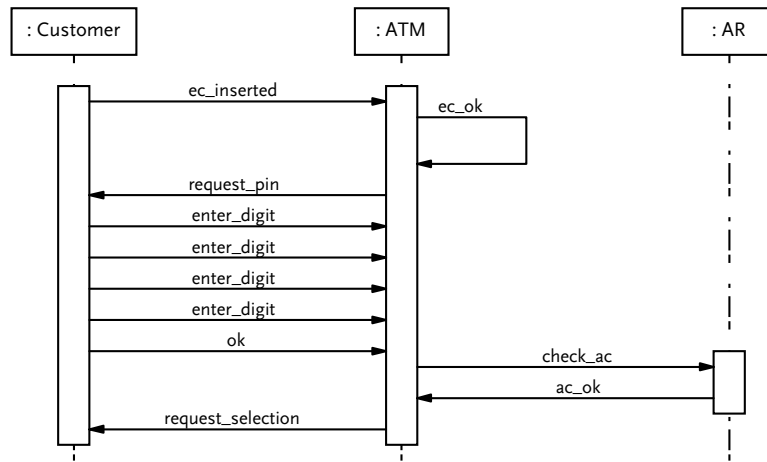 : Customer
: ATM
: AR
ec_inserted
ec_ok
request_pin
enter_digit
enter_digit
enter_digit
enter_digit
ok
check_ac
ac_ok
request_selection